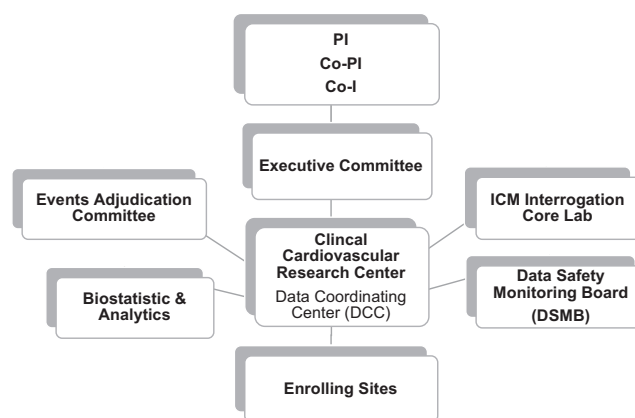 PI
Co-PI
Co-I
Executive Committee
Events Adjudication
Committee
ICM Interrogation
Core Lab
Clincal
Cardiovascular
Research Center
Data Coordinating
Center (DCC)
Biostatistic &
Analytics
Data Safety
Monitoring Board
(DSMB)
Enrolling Sites